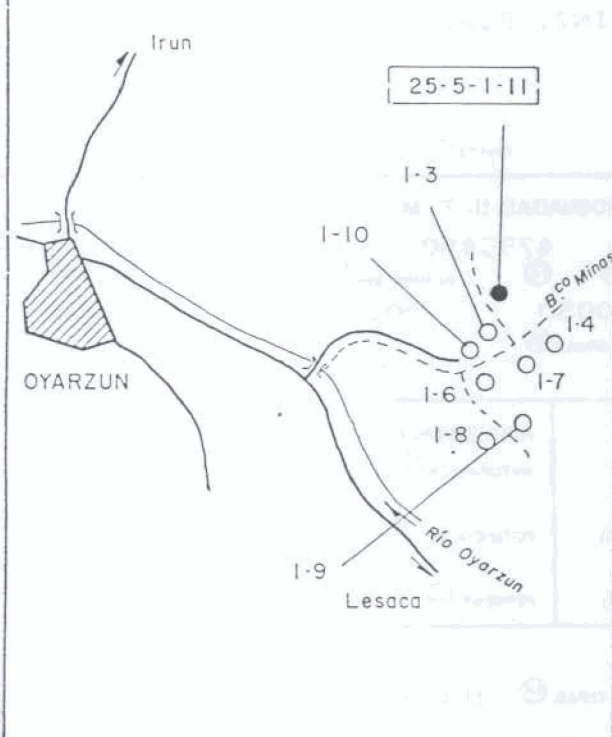 Irun
25-5-1-11
1-3
1-10
Bco Minas
1-4
1-7
1-6
1-8
OYARZUN
1-9
Río Oyarzun
Lesaca